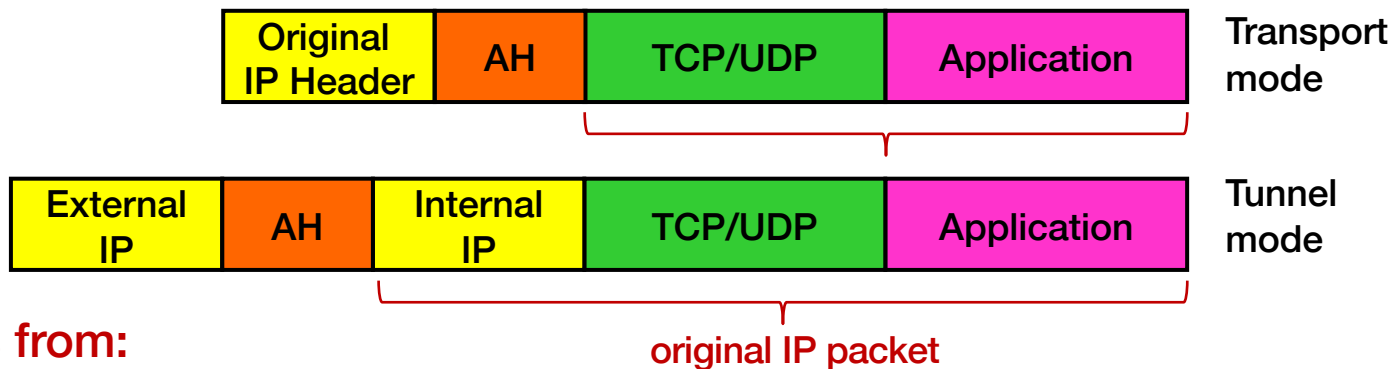 Original
IP Header
AH
TCP/UDP
Application
Transport
mode
External
IP
AH
Internal
IP
TCP/UDP
Application
Tunnel
mode
from:
original IP packet